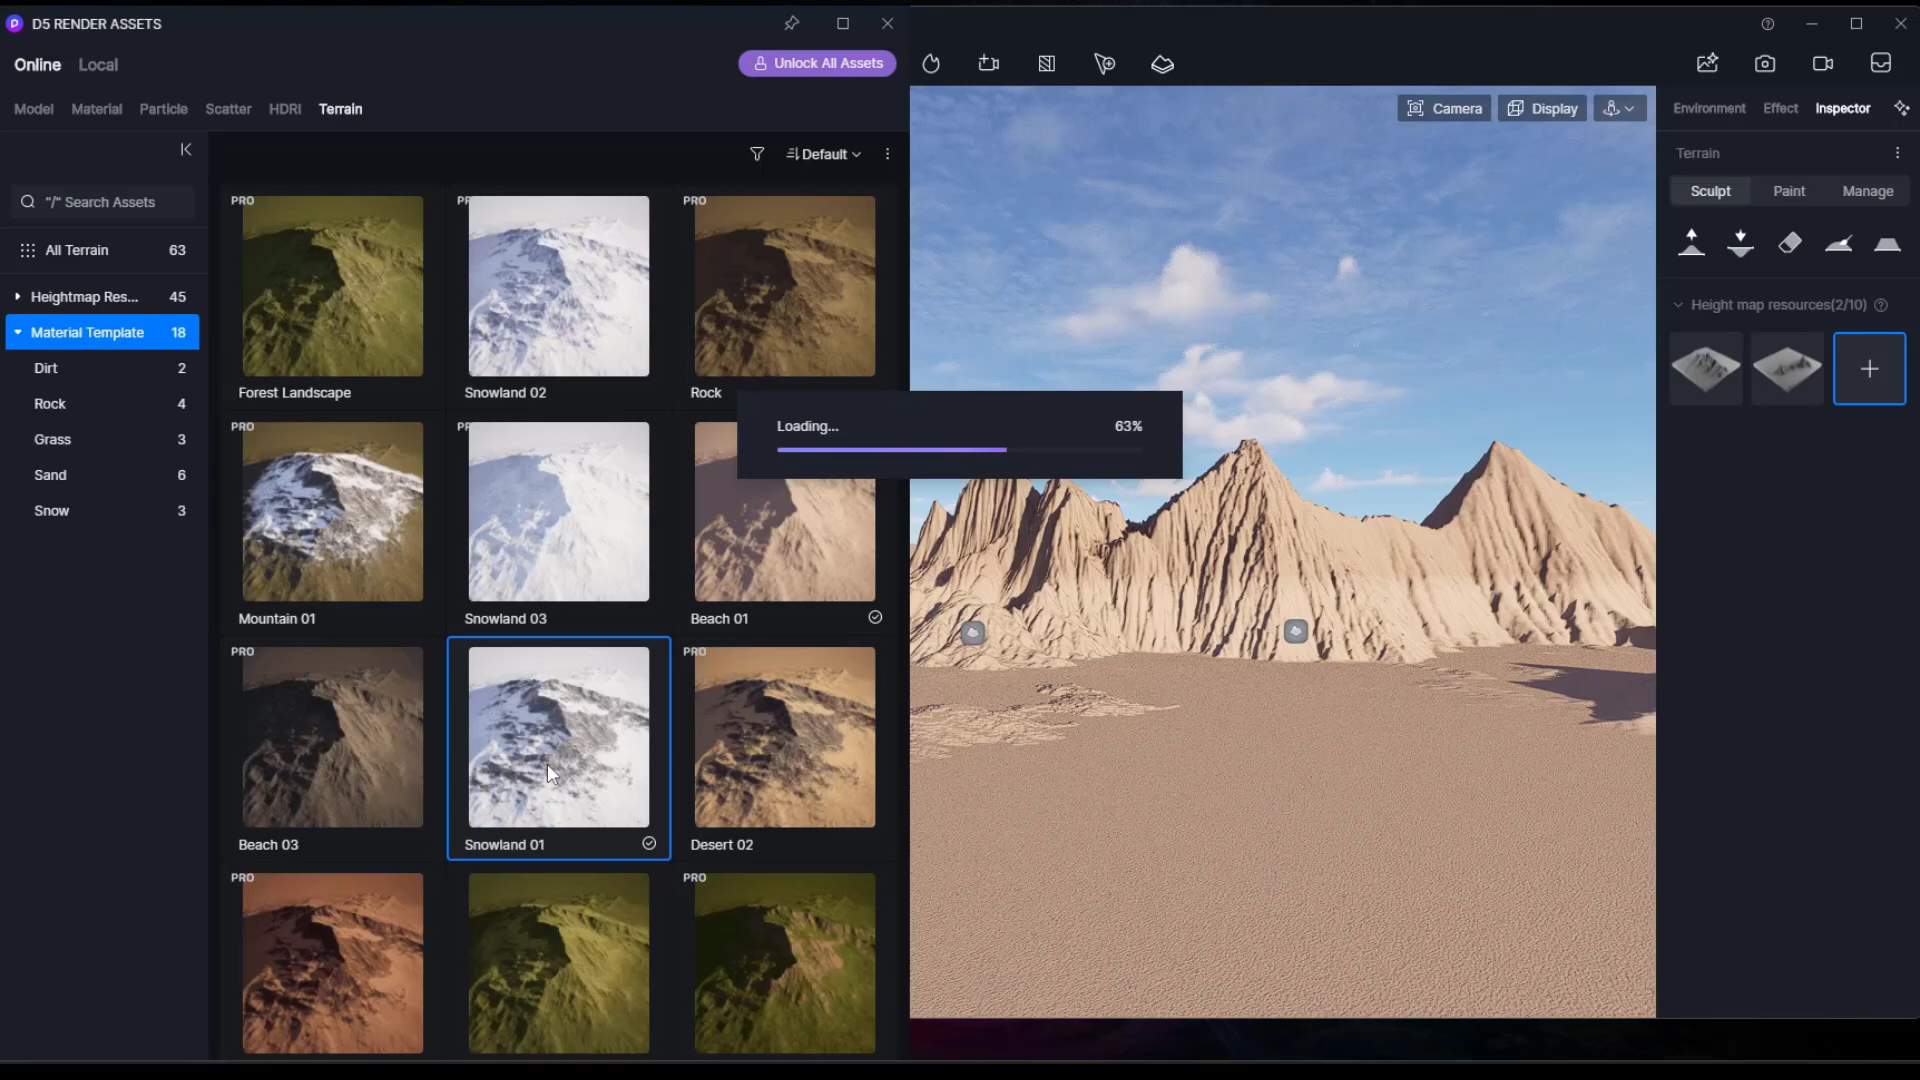 D5 RENDER ASSETS
Online Local
Unlock All Assets
Model Material Particle Scatter HDRI Terrain
Default
"/" Search Assets
All Terrain 63
Heightmap Res... 45
Material Template 18
Dirt 2
Rock 4
Grass 3
Sand 6
Snow 3
PRO
Forest Landscape
PR
Snowland 02
PRO
Rock
PRO
Mountain 01
PR
Snowland 03
Beach 01
PRO
Beach 03
Snowland 01
PRO
Desert 02
PRO
PRO
Loading... 63%
Camera
Display
Environment Effect Inspector
Terrain
Sculpt Paint Manage
Height map resources(2/10)